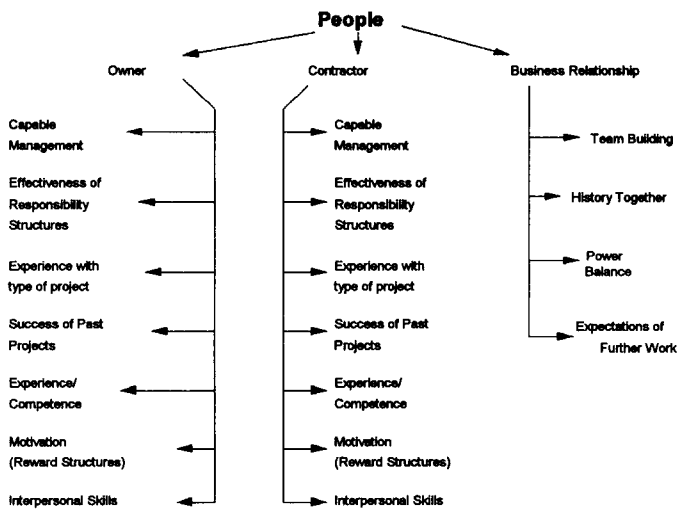 People
Owner
Contractor
Business Relationship
Capable
Management
Effectiveness of
Responsibility
Structures
Experience with
type of project
Success of Past
Projects
Experience/
Competence
Motivation
(Reward Structures)
Interpersonal Skills
Capable
Management
Effectiveness of
Responsibility
Structures
Experience with
type of project
Success of Past
Projects
Experience/
Competence
Motivation
(Reward Structures)
Interpersonal Skills
Team Building
History Together
Power
Balance
Expectations of
Further Work